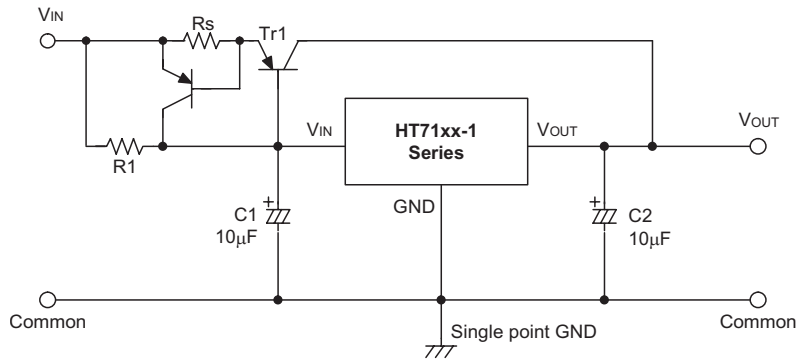 VIN
Rs
Tr1
R1
VIN
HT71xx-1
Series
VOUT
VOUT
GND
C1
10μF
C2
10μF
Common
Single point GND
Common
+
+